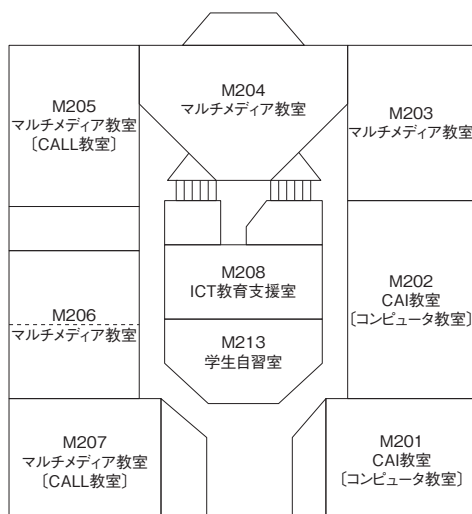 M205
マルチメディア教室
〔CALL教室〕
M204
マルチメディア教室
M203
マルチメディア教室
M208
ICT教育支援室
M202
CAI教室
〔コンピュータ教室〕
M206
マルチメディア教室
M213
学生自習室
M207
マルチメディア教室
〔CALL教室〕
M201
CAI教室
〔コンピュータ教室〕